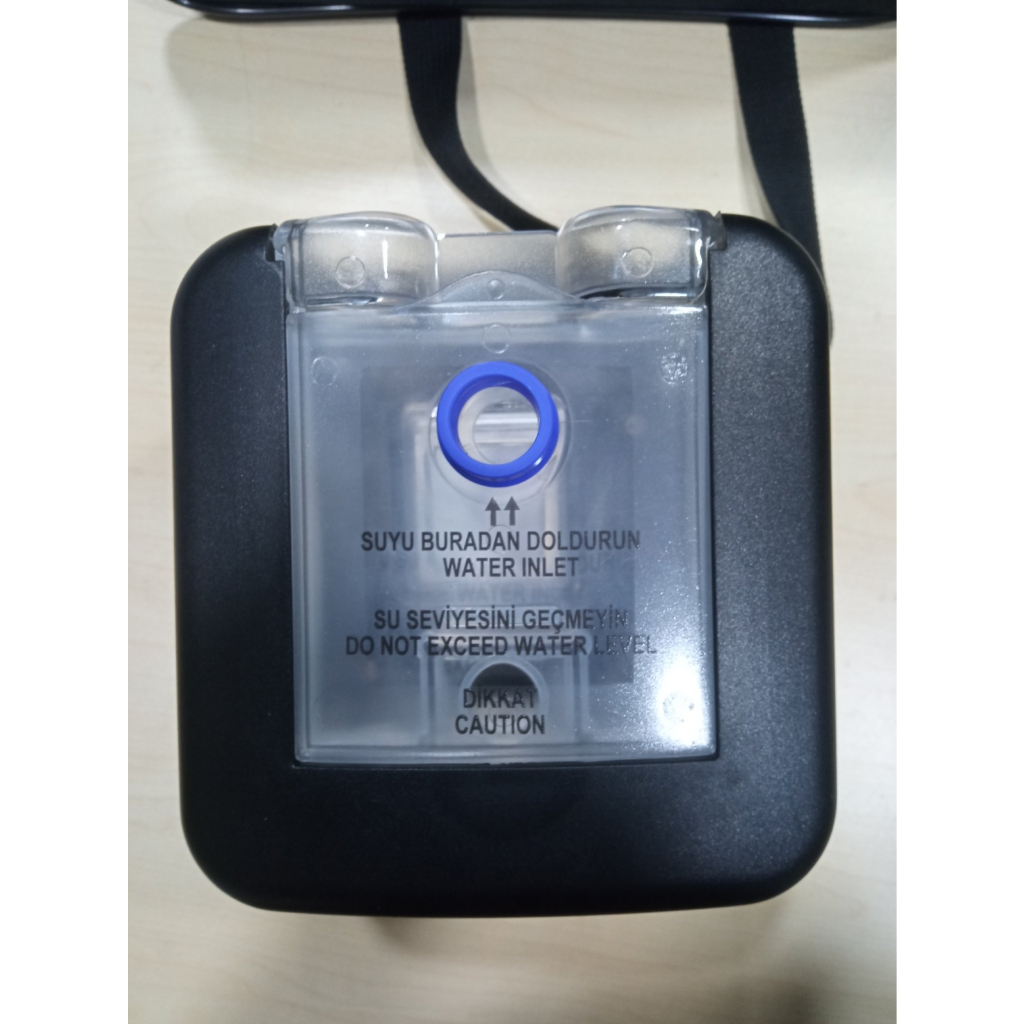 SUYU BURADAN DOLDURUN
WATER INLET
SU SEVİYESİNİ GEÇMEYİN
DO NOT EXCEED WATER LEVEL
DİKKAT
CAUTION